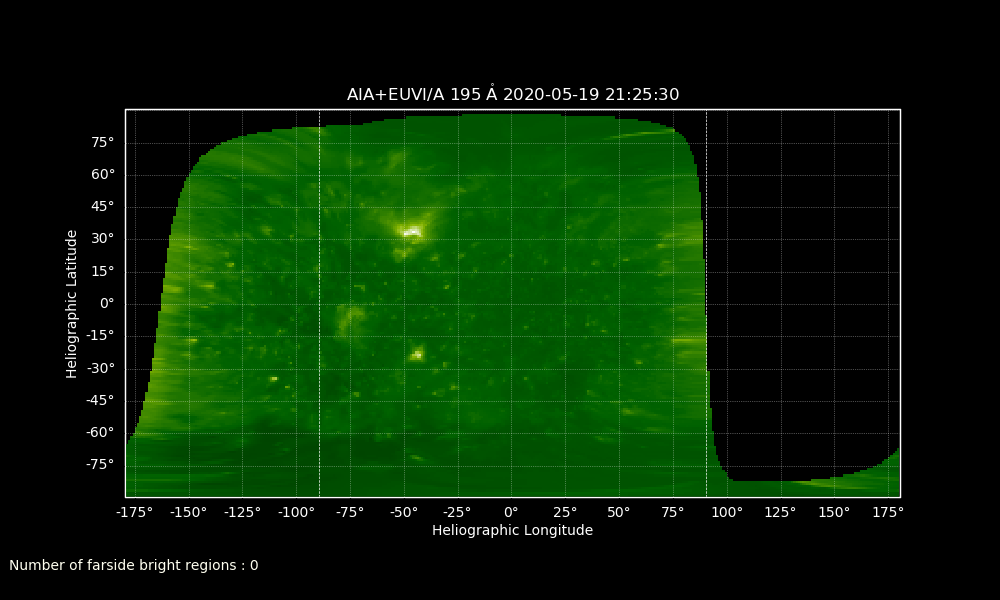 AIA+EUVI/A 195 Å 2020-05-19 21:25:30
Heliographic Latitude
75°
60°
45°
30°
15°
0°
-15°
-30°
-45°
-60°
-75°
-175° -150° -125° -100° -75° -50° -25° 0° 25° 50° 75° 100° 125° 150° 175°
Heliographic Longitude
Number of farside bright regions : 0